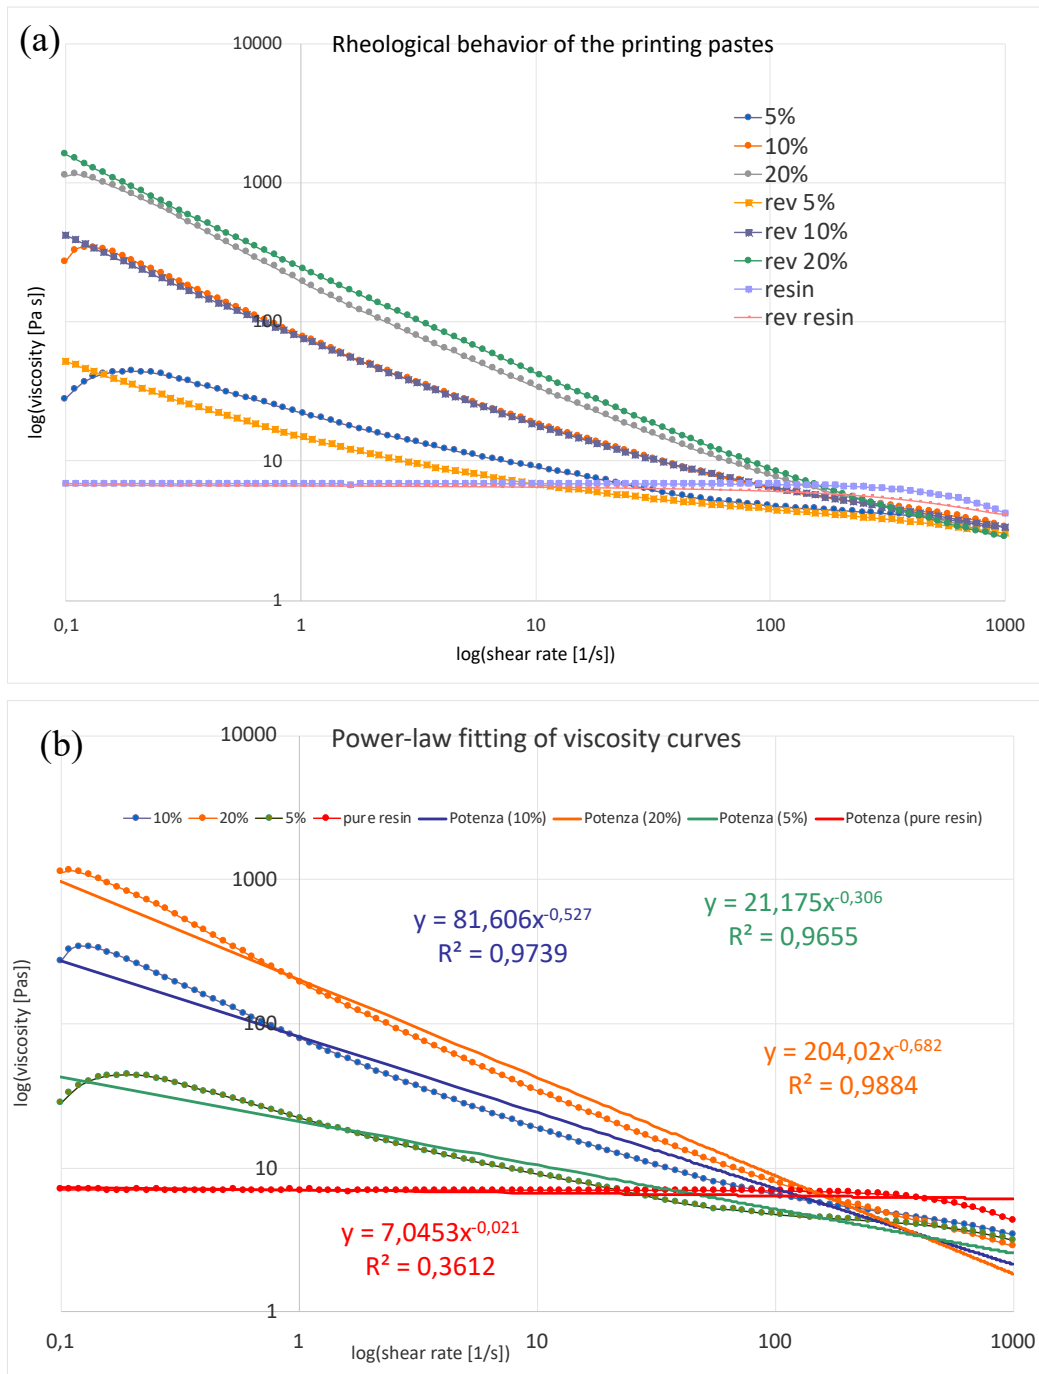 (a)
Rheological behavior of the printing pastes
10000
1000
100
10
1
log(viscosity [Pa s])
5%
10%
20%
rev 5%
rev 10%
rev 20%
resin
rev resin
0,1 1 10 100 1000
log(shear rate [1/s])
(b)
Power-law fitting of viscosity curves
10000
10% 20% 5% pure resin Potenza (10%) Potenza (20%) Potenza (5%) Potenza (pure resin)
1000
100
10
1
log(viscosity [Pas])
y = 81,606x^-0,527
R² = 0,9739
y = 21,175x^-0,306
R² = 0,9655
y = 204,02x^-0,682
R² = 0,9884
y = 7,0453x^-0,021
R² = 0,3612
0,1 1 10 100 1000
log(shear rate [1/s])